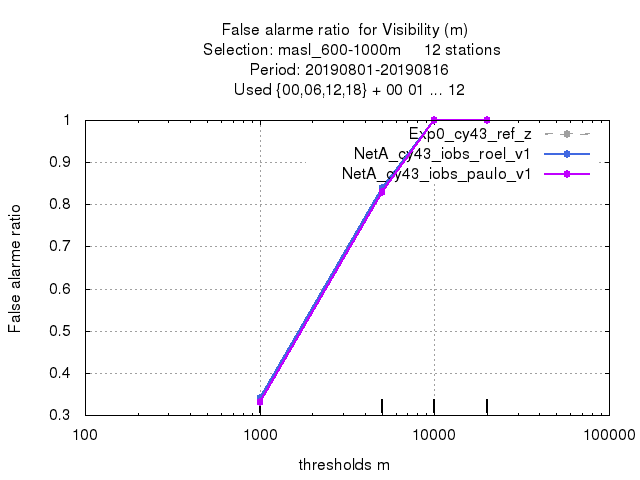 False alarme ratio  for Visibility (m)
Selection: masl_600-1000m     12 stations
Period: 20190801-20190816
Used {00,06,12,18} + 00 01 ... 12
False alarme ratio
1
0.9
0.8
0.7
0.6
0.5
0.4
0.3
Exp0_cy43_ref_z
NetA_cy43_iobs_roel_v1
NetA_cy43_iobs_paulo_v1
100 1000 10000 100000
thresholds m